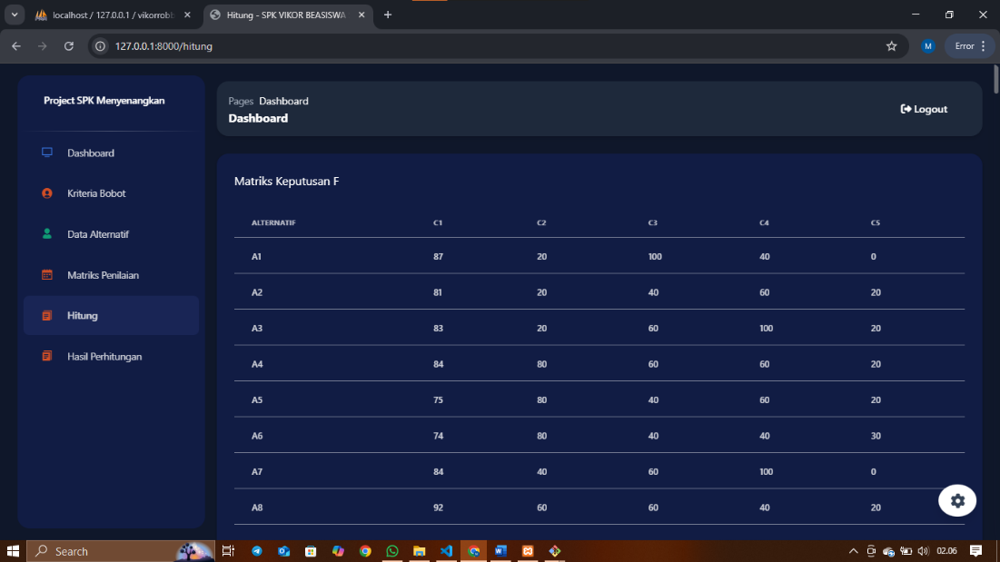 localhost / 127.0.0.1 / vikorrobb
Hitung - SPK VIKOR BEASISWA
127.0.0.1:8000/hitung
M
Error
Project SPK Menyenangkan
Dashboard
Kriteria Bobot
Data Alternatif
Matriks Penilaian
Hitung
Hasil Perhitungan
Pages Dashboard
Dashboard
Logout
Matriks Keputusan F
ALTERNATIF C1 C2 C3 C4 C5
A1 87 20 100 40 0
A2 81 20 40 60 20
A3 83 20 60 100 20
A4 84 80 60 60 20
A5 75 80 40 60 20
A6 74 80 40 40 30
A7 84 40 60 100 0
A8 92 60 60 40 20
Search
02.06